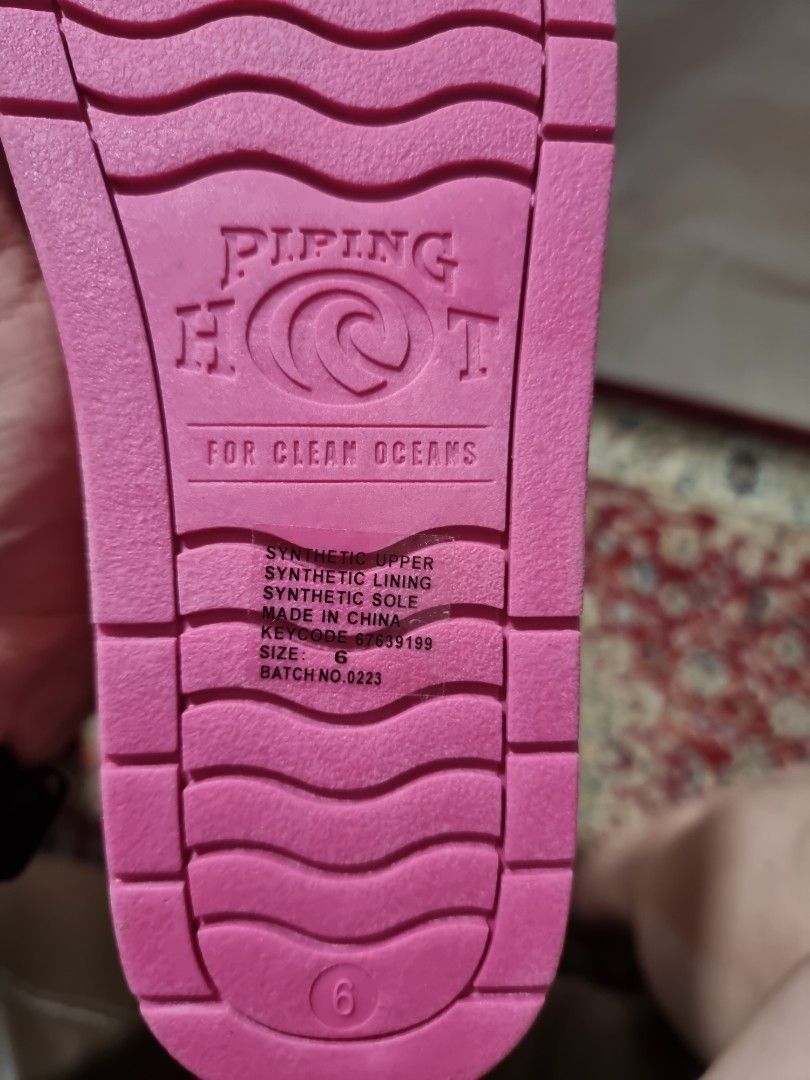 PIPING
HOT
FOR CLEAN OCEANS
SYNTHETIC UPPER
SYNTHETIC LINING
SYNTHETIC SOLE
MADE IN CHINA
KEYCODE 67639199
SIZE: 6
BATCH NO.0223
6